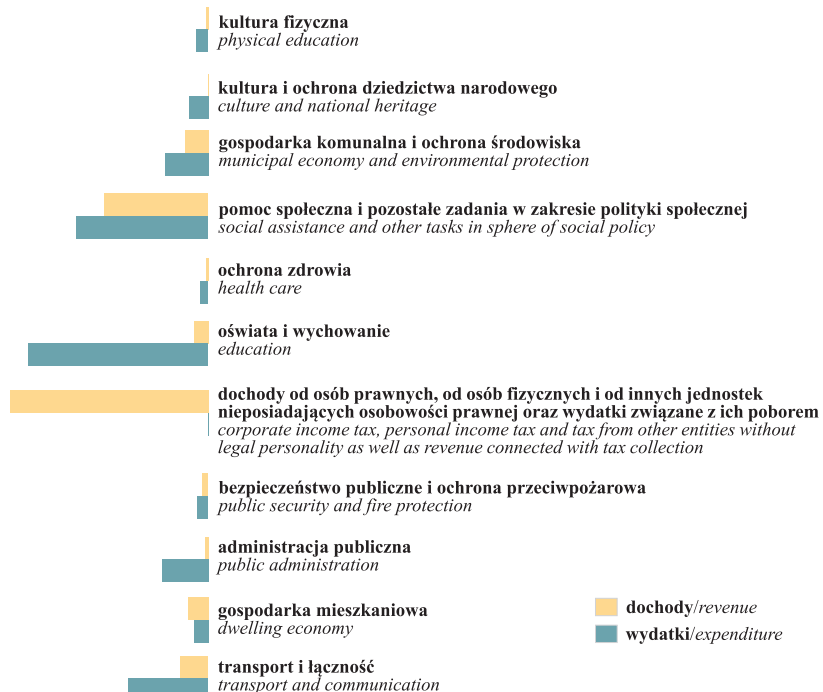 kultura fizyczna
physical education
kultura i ochrona dziedzictwa narodowego
culture and national heritage
gospodarka komunalna i ochrona środowiska
municipal economy and environmental protection
pomoc społeczna i pozostałe zadania w zakresie polityki społecznej
social assistance and other tasks in sphere of social policy
ochrona zdrowia
health care
oświata i wychowanie
education
dochody od osób prawnych, od osób fizycznych i od innych jednostek
nieposiadających osobowości prawnej oraz wydatki związane z ich poborem
corporate income tax, personal income tax and tax from other entities without
legal personality as well as revenue connected with tax collection
bezpieczeństwo publiczne i ochrona przeciwpożarowa
public security and fire protection
administracja publiczna
public administration
gospodarka mieszkaniowa
dwelling economy
dochody/revenue
wydatki/expenditure
transport i łączność
transport and communication